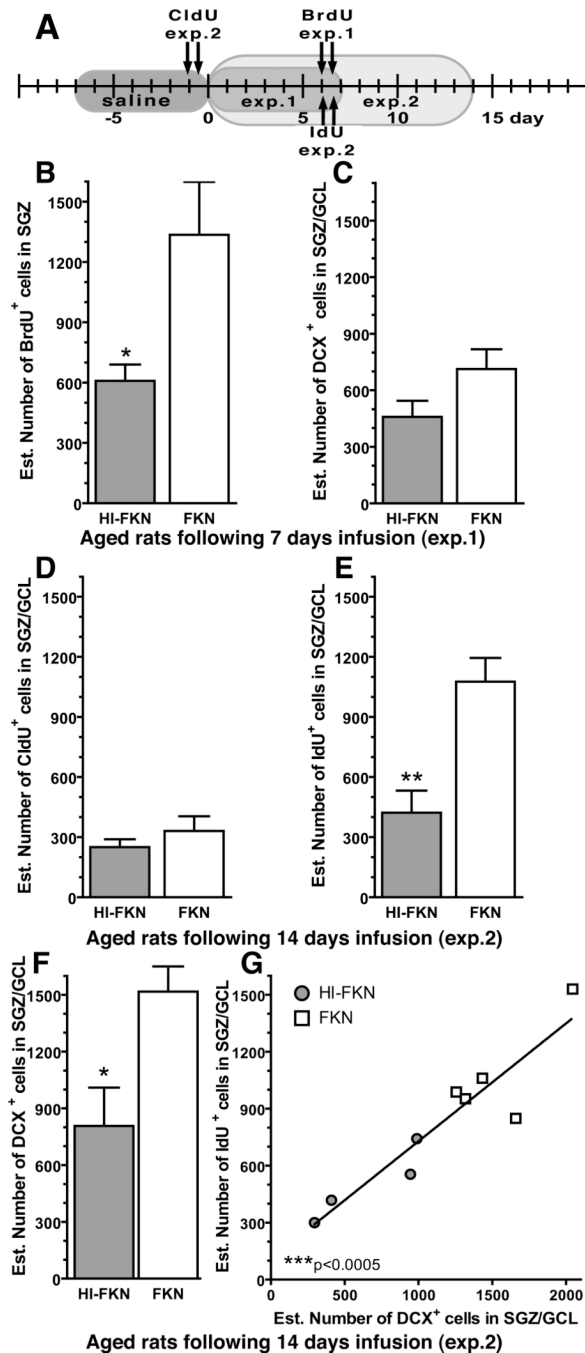 A
CldU
exp.2
BrdU
exp.1
saline
exp.1
exp.2
-5
0
5
10
15 day
IdU
exp.2
B
Est. Number of BrdU+ cells in SGZ
1500
1200
900
600
300
0
*
HI-FKN
FKN
C
Est. Number of DCX + cells in SGZ/GCL
1500
1200
900
600
300
0
HI-FKN
FKN
Aged rats following 7 days infusion (exp.1)
D
Est. Number of CldU+ cells in SGZ/GCL
1500
1200
900
600
300
0
HI-FKN
FKN
E
Est. Number of IdU+ cells in SGZ/GCL
1500
1200
900
600
300
0
**
HI-FKN
FKN
Aged rats following 14 days infusion (exp.2)
F
Est. Number of DCX + cells in SGZ/GCL
1500
1200
900
600
300
0
*
HI-FKN
FKN
G
Est. Number of IdU + cells in SGZ/GCL
1500
1200
900
600
300
0
HI-FKN
FKN
***p<0.0005
0
500
1000
1500
2000
Est. Number of DCX+ cells in SGZ/GCL
Aged rats following 14 days infusion (exp.2)